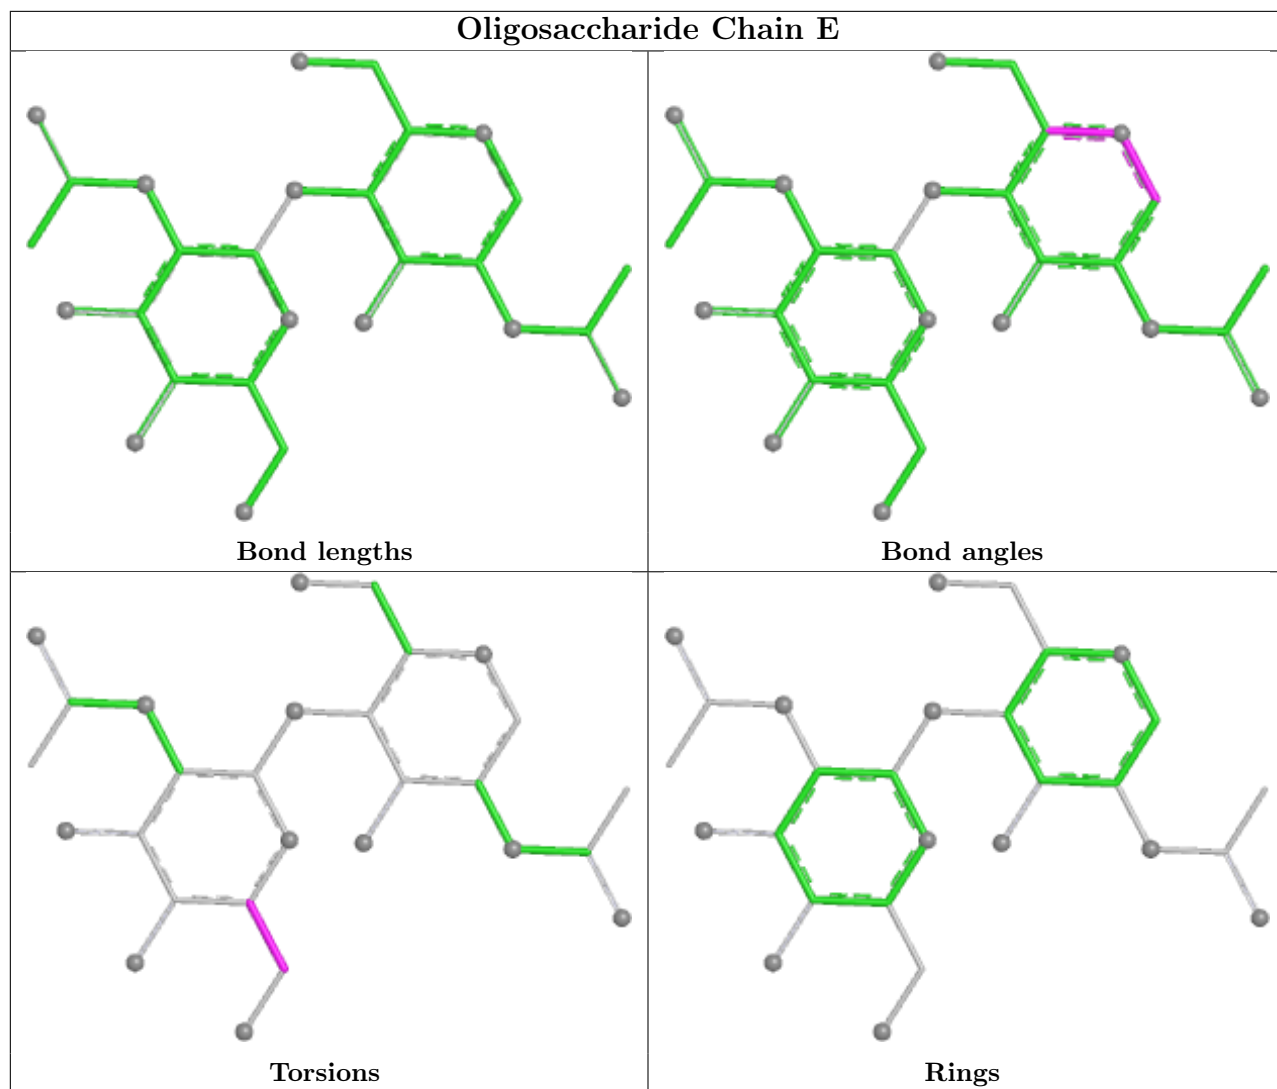 Oligosaccharide Chain E
Bond lengths
Bond angles
Torsions
Rings